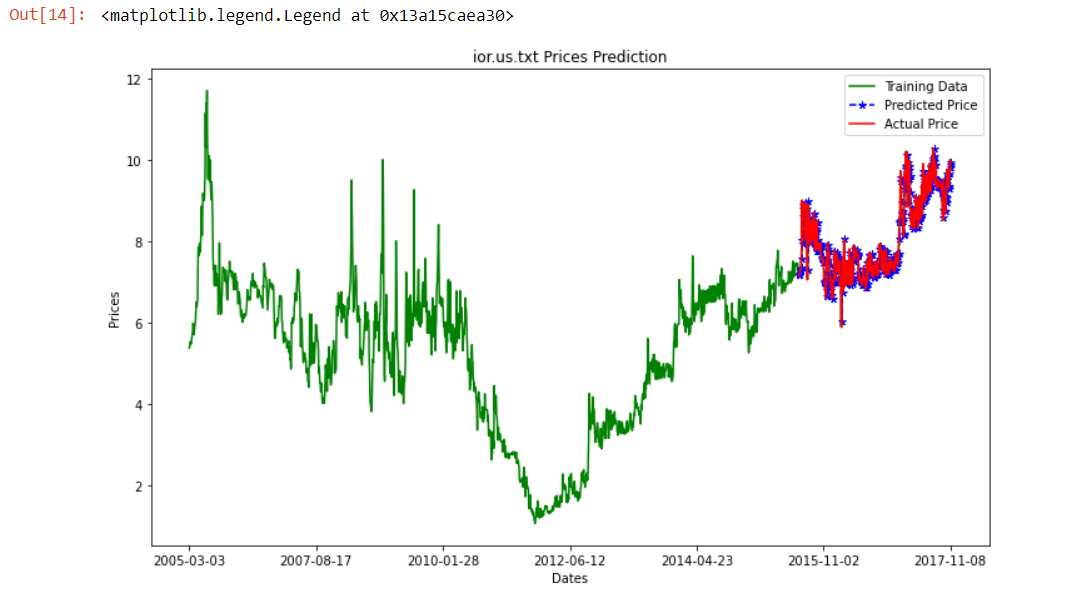 Out[14]: <matplotlib.legend.Legend at 0x13a15caea30>
ior.us.txt Prices Prediction
Training Data
Predicted Price
Actual Price
12
10
8
6
4
2
Prices
2005-03-03 2007-08-17 2010-01-28 2012-06-12 2014-04-23 2015-11-02 2017-11-08
Dates